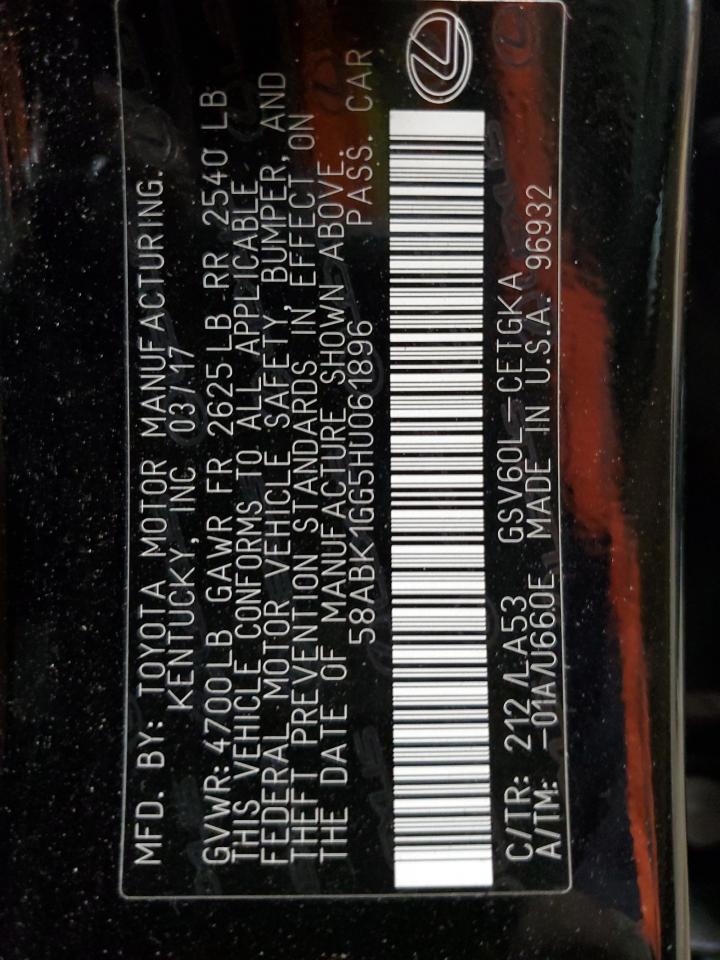 MFD. BY: TOYOTA MOTOR MANUFACTURING.
KENTUCKY, INC 03/17
GVWR: 4700LB GAWR FR 2625 LB RR 2540 LB
THIS VEHICLE CONFORMS TO ALL APPLICABLE
FEDERAL MOTOR VEHICLE SAFETY, BUMPER, AND
THEFT PREVENTION STANDARDS IN EFFECT ON
THE DATE OF MANUFACTURE SHOWN ABOVE.
58ABK1GG5HU061896 PASS. CAR
C/TR: 212/LA53 GSV60L-CETGKA
A/TM: -01A/U660E MADE IN U.S.A. 96932